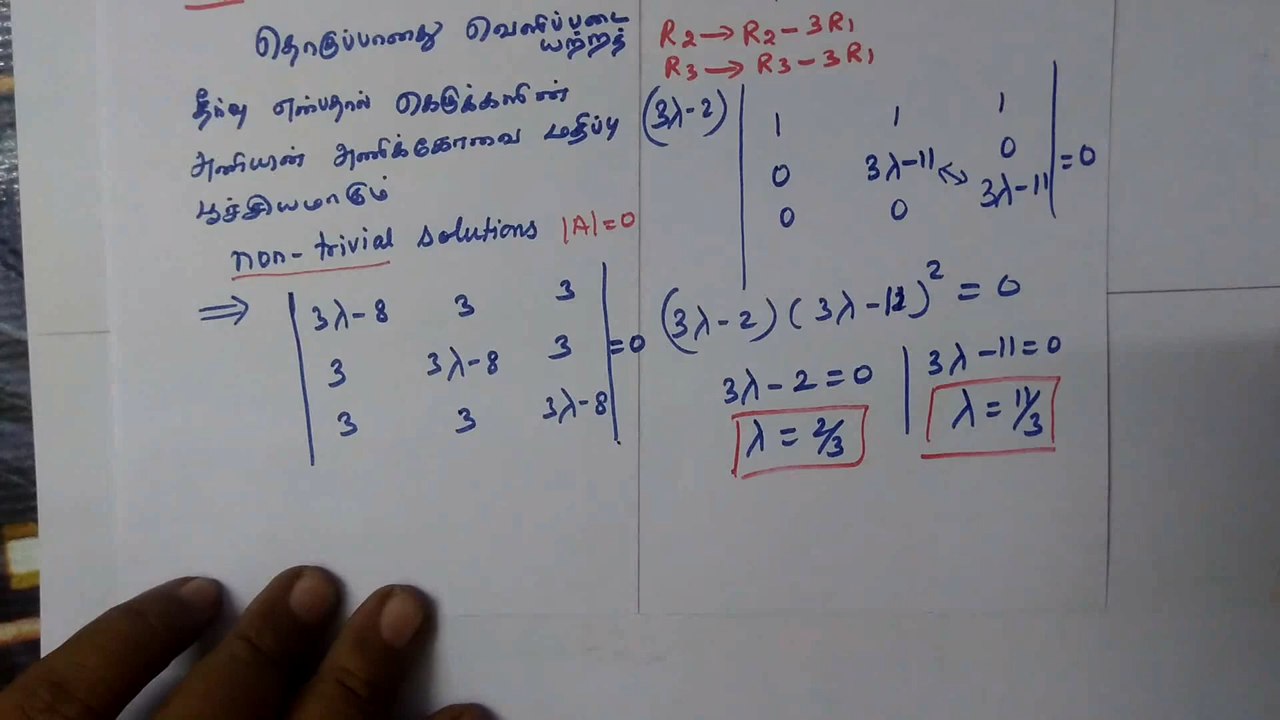 தொகுப்பானது வெளிப்படை
யற்றத்
தீர்வு என்பதால் கெழுக்களின்
அணியின் அணிக்கோவை மதிப்பு
பூச்சியமாகும்
non-trivial solutions |A|=0
⇒ | 3λ-8 3 3 |
| 3 3λ-8 3 | =0
| 3 3 3λ-8 |
R2 → R2-3R1
R3 → R3-3R1
(3λ-2) | 1 1 1 |
| 0 3λ-11 0 | =0
| 0 0 3λ-11 |
(3λ-2)(3λ-11)² = 0
3λ-2=0 | 3λ-11=0
λ = 2/3 | λ = 11/3